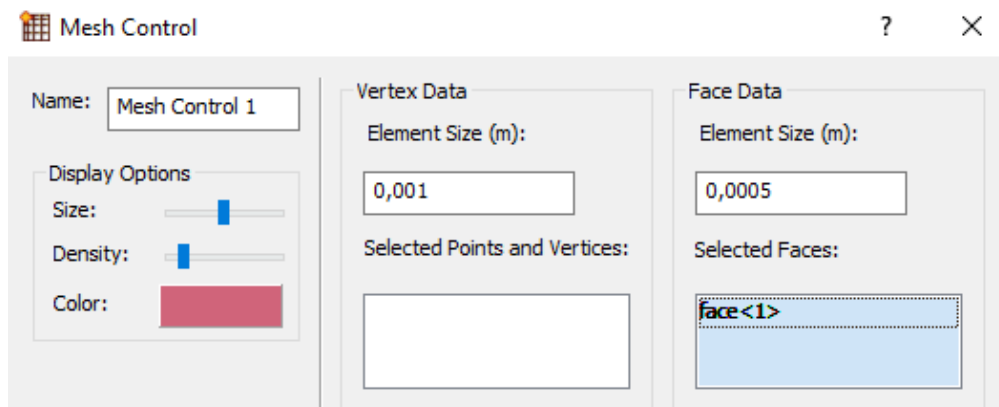 Mesh Control
?
Name:
Mesh Control 1
Display Options
Size:
Density:
Color:
Vertex Data
Element Size (m):
0,001
Selected Points and Vertices:
Face Data
Element Size (m):
0,0005
Selected Faces:
face<1>